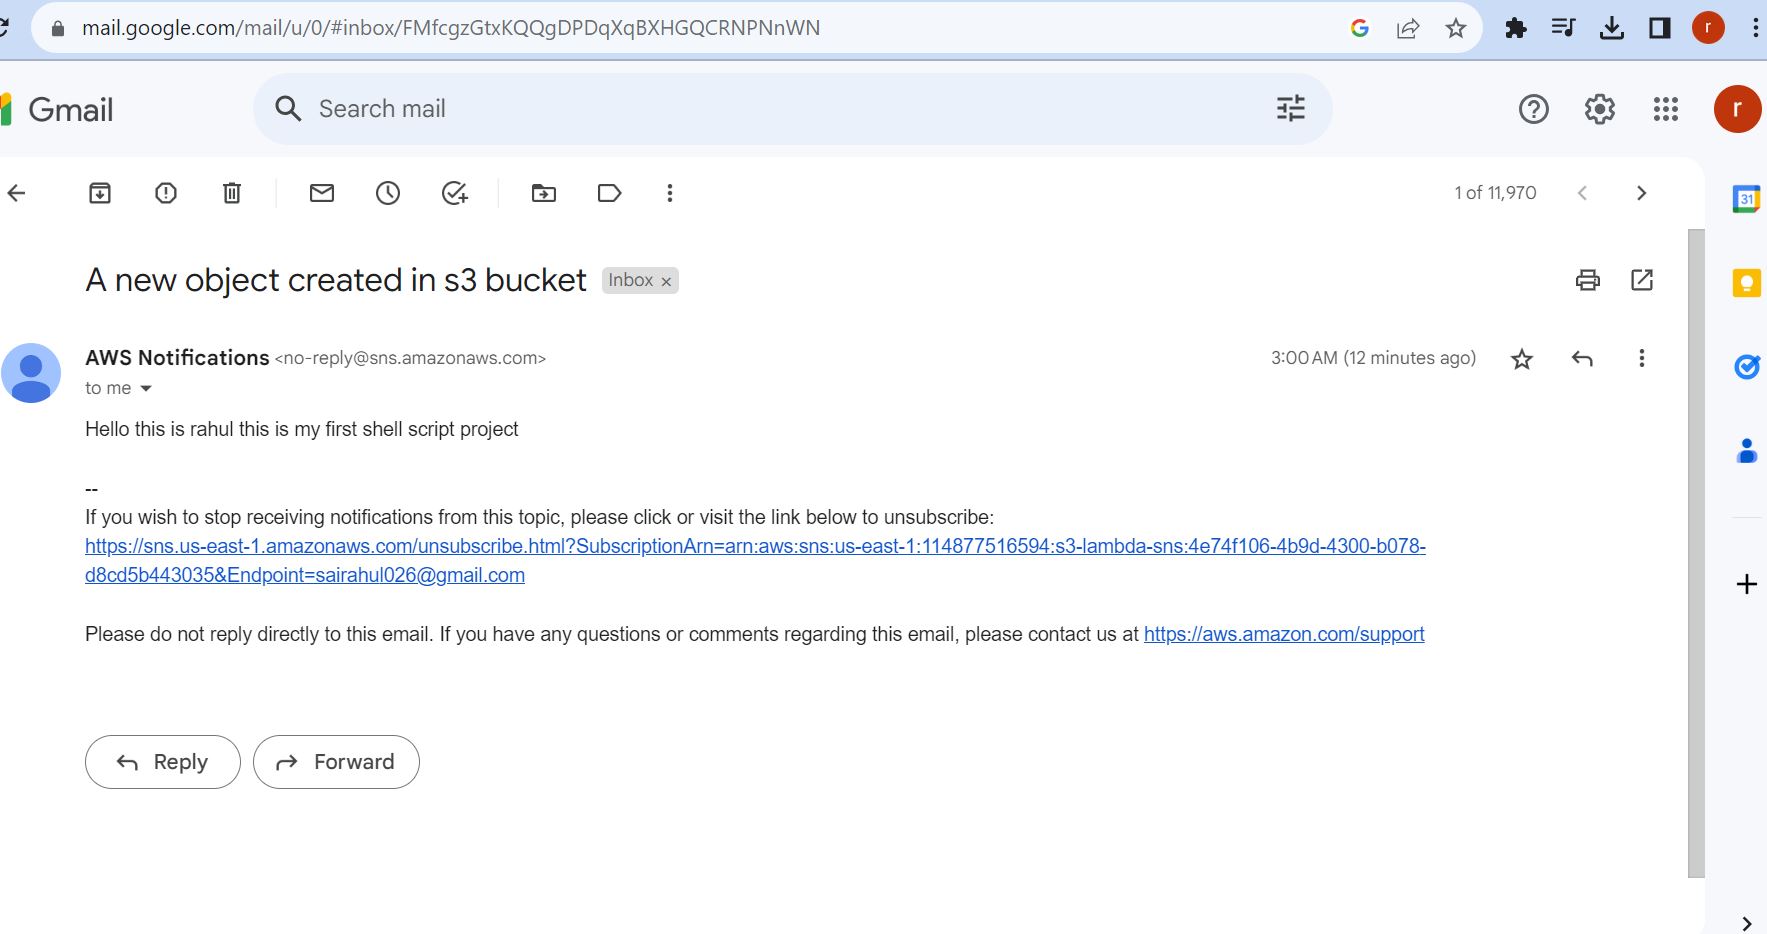 mail.google.com/mail/u/0/#inbox/FMfcgzGtxKQQgDPDqXqBXHGQCRNPNnWN
r
Gmail
Search mail
r
1 of 11,970
31
A new object created in s3 bucket Inbox ×
AWS Notifications <no-reply@sns.amazonaws.com>
3:00 AM (12 minutes ago)
to me
Hello this is rahul this is my first shell script project
--
If you wish to stop receiving notifications from this topic, please click or visit the link below to unsubscribe:
https://sns.us-east-1.amazonaws.com/unsubscribe.html?SubscriptionArn=arn:aws:sns:us-east-1:114877516594:s3-lambda-sns:4e74f106-4b9d-4300-b078-
d8cd5b443035&Endpoint=sairahul026@gmail.com
Please do not reply directly to this email. If you have any questions or comments regarding this email, please contact us at https://aws.amazon.com/support
Reply
Forward